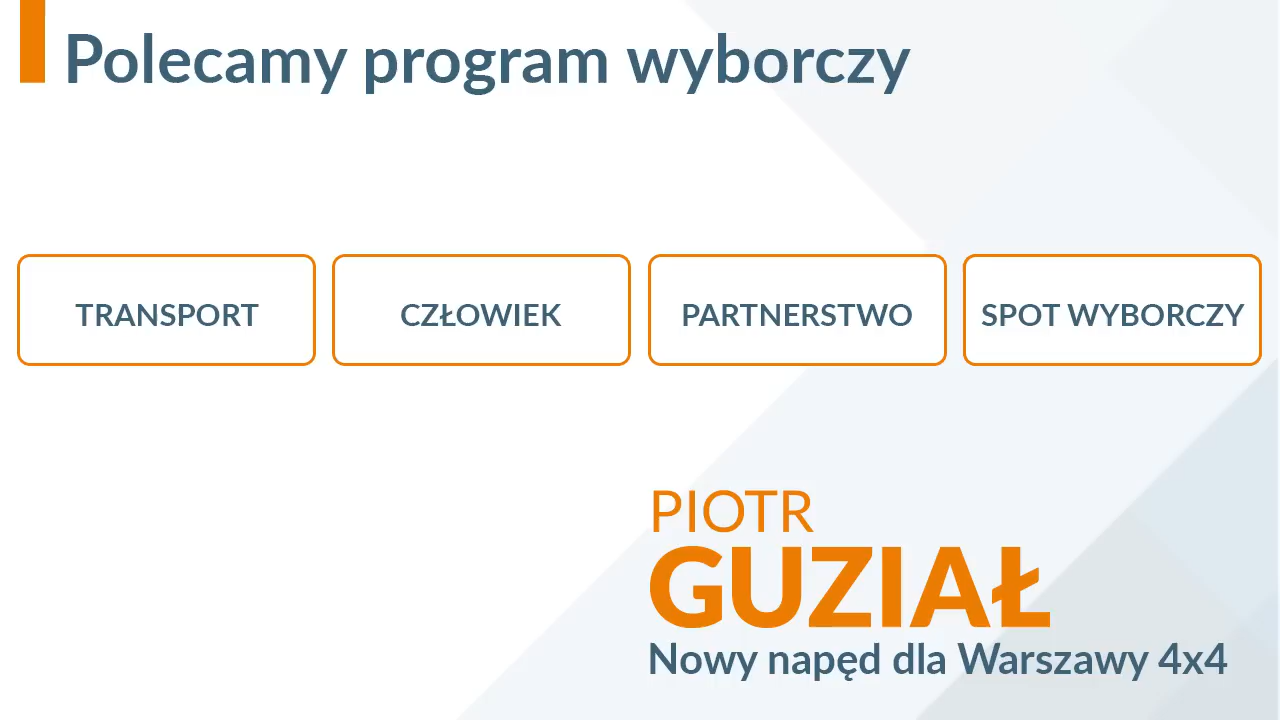 Polecamy program wyborczy
TRANSPORT
CZŁOWIEK
PARTNERSTWO
SPOT WYBORCZY
PIOTR
GUZIAŁ
Nowy napęd dla Warszawy 4x4